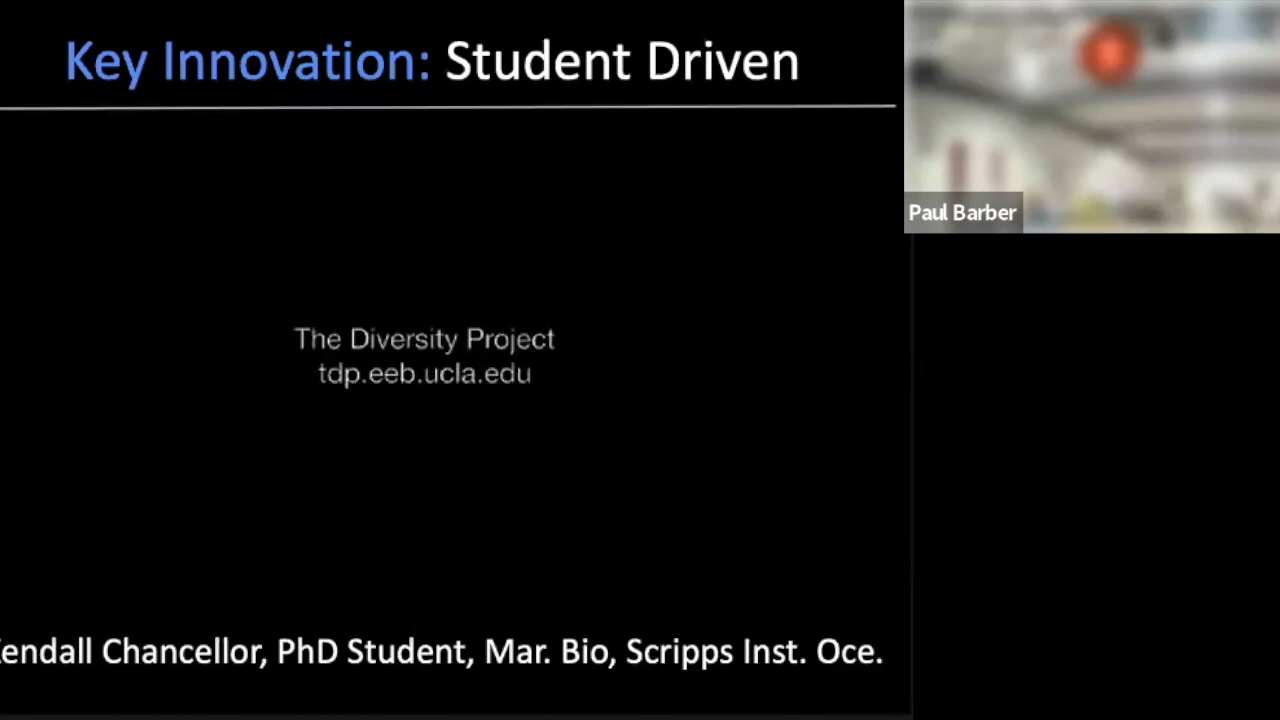 Key Innovation: Student Driven
Paul Barber
The Diversity Project
tdp.eeb.ucla.edu
endall Chancellor, PhD Student, Mar. Bio, Scripps Inst. Oce.